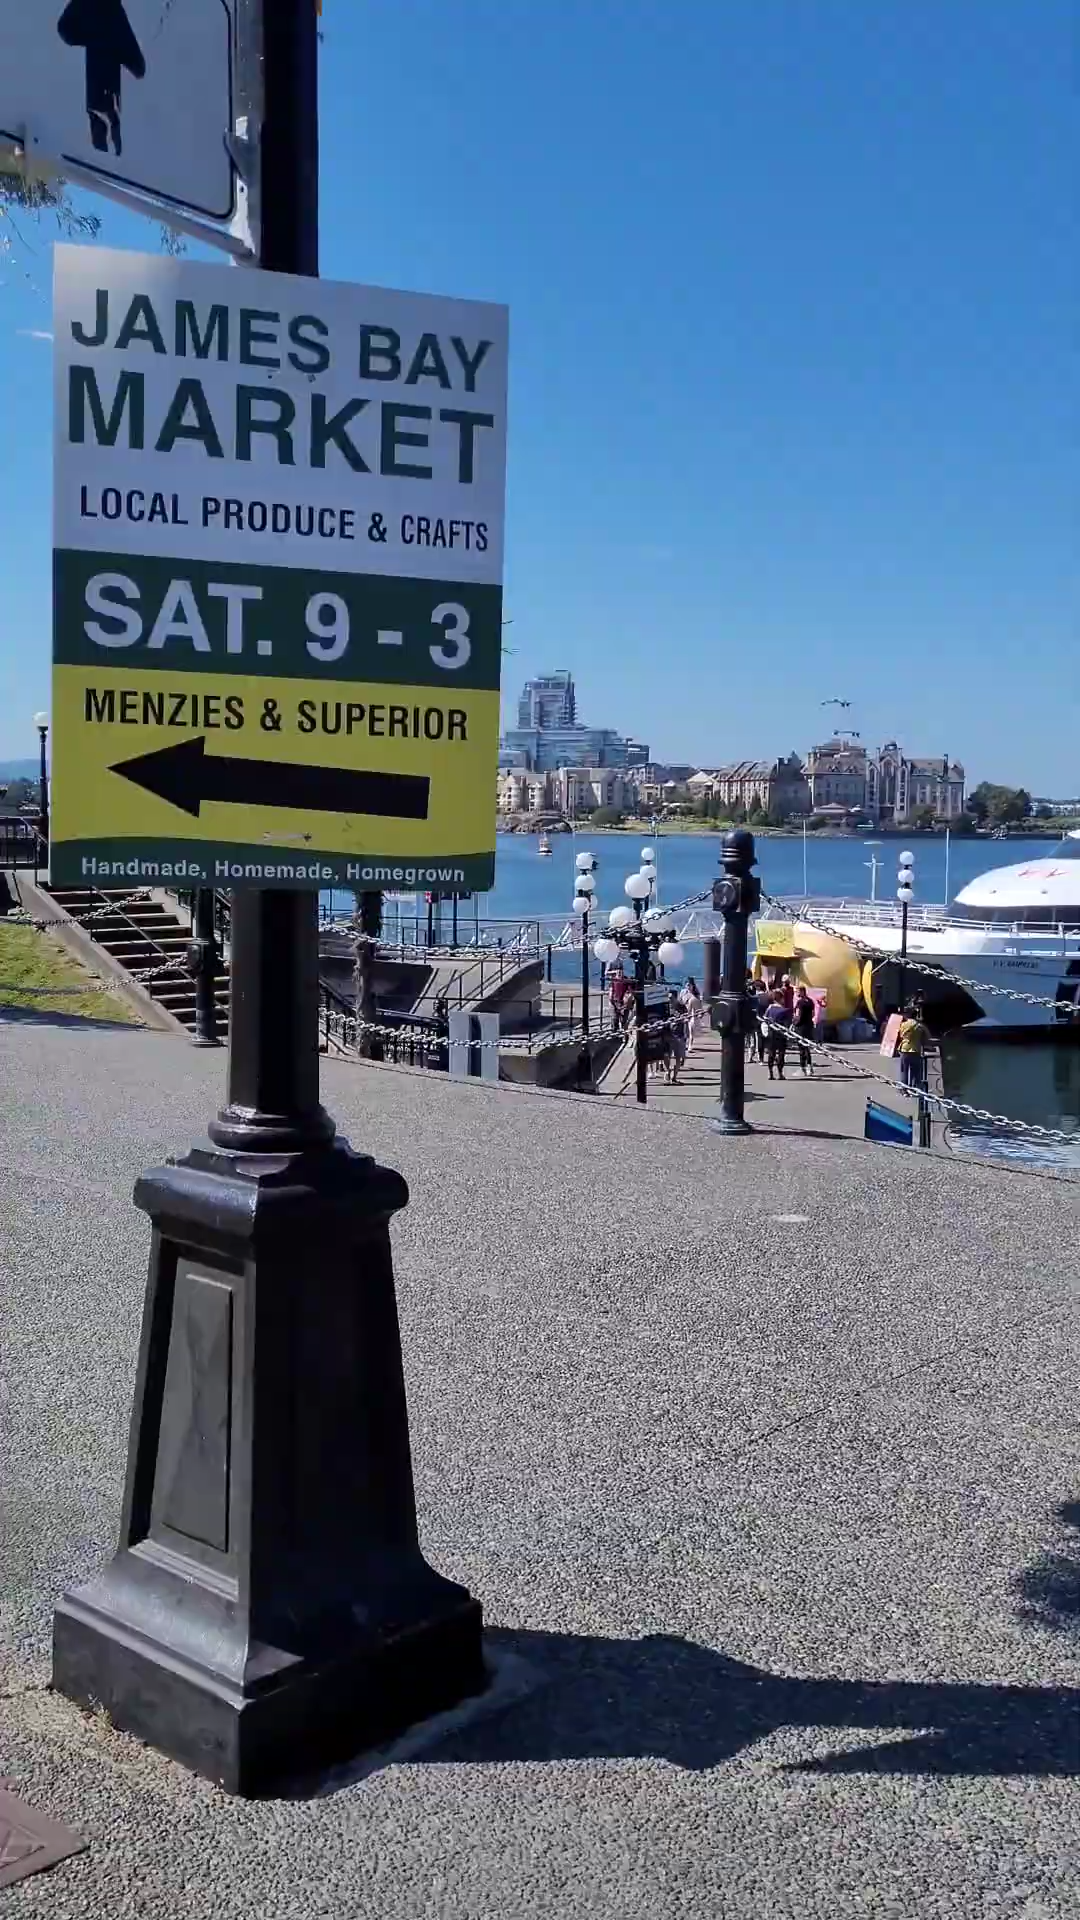 JAMES BAY
MARKET
LOCAL PRODUCE & CRAFTS
SAT. 9 - 3
MENZIES & SUPERIOR
Handmade, Homemade, Homegrown